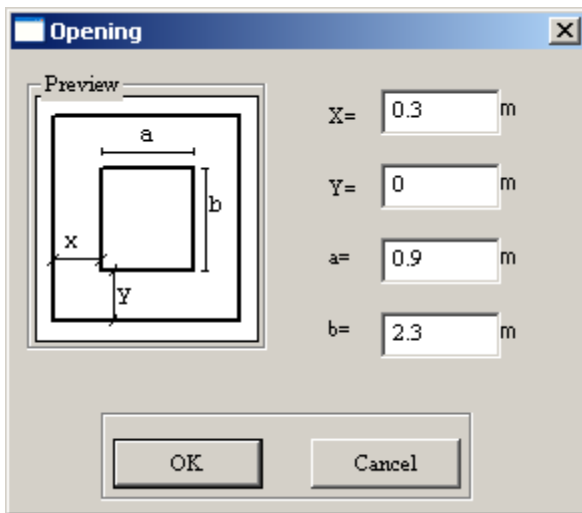 Opening
Preview
a
b
x
Y
X= 0.3 m
Y= 0 m
a= 0.9 m
b= 2.3 m
OK Cancel